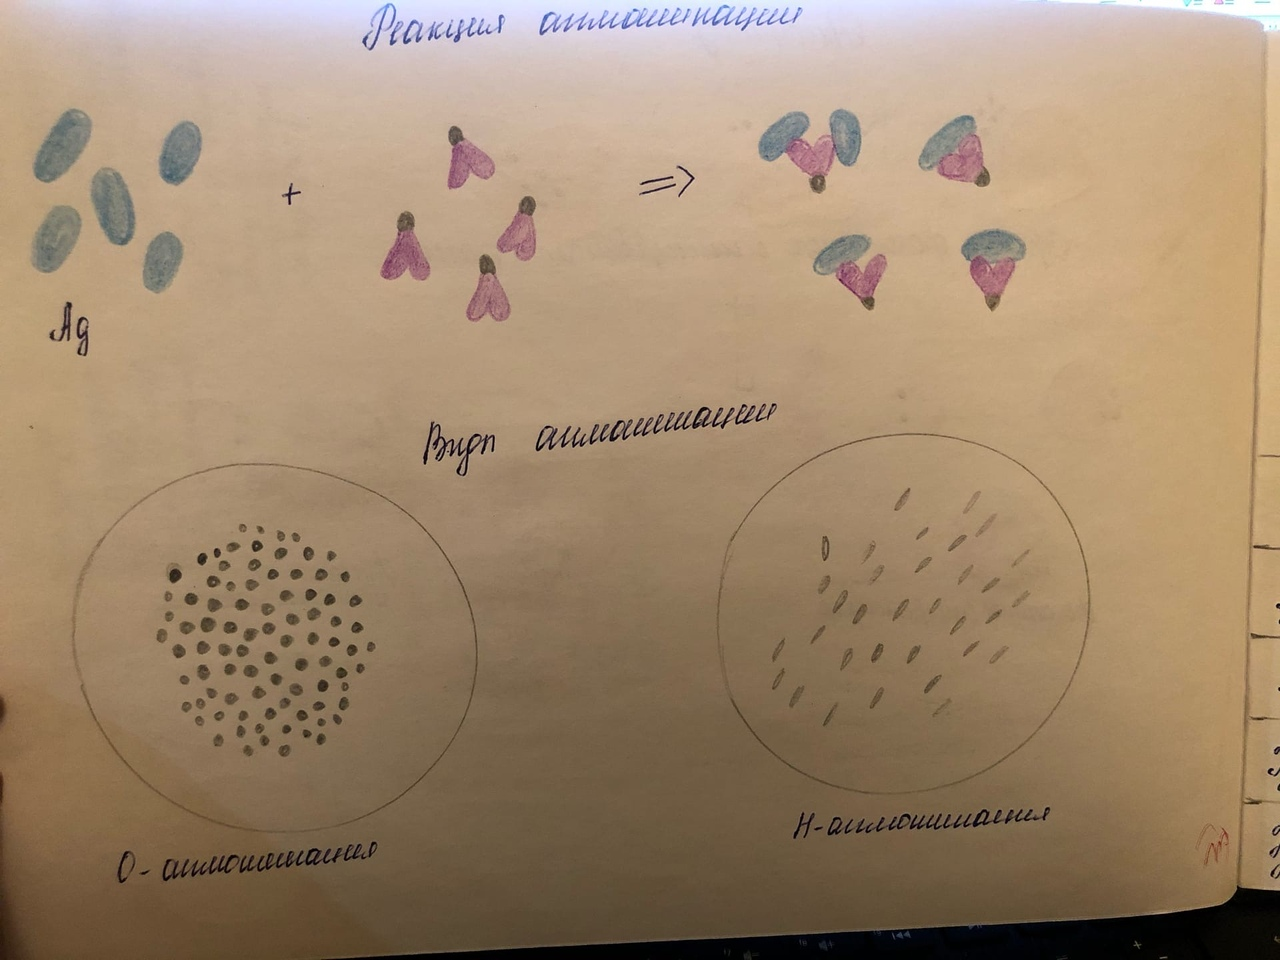 Реакция агглютинации
+
=>
Ag
Виды агглютинации
О-агглютинация
Н-агглютинация